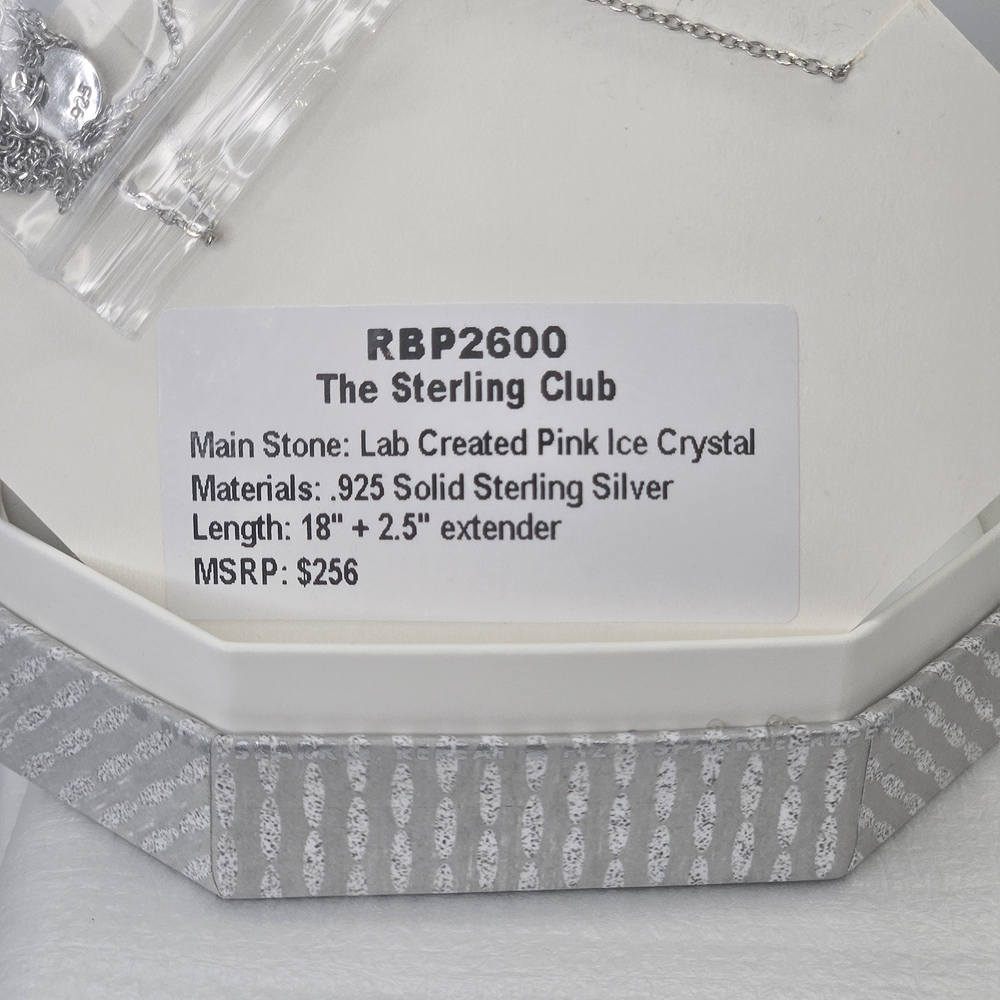 925
RBP2600
The Sterling Club
Main Stone: Lab Created Pink Ice Crystal
Materials: .925 Solid Sterling Silver
Length: 18" + 2.5" extender
MSRP: $256